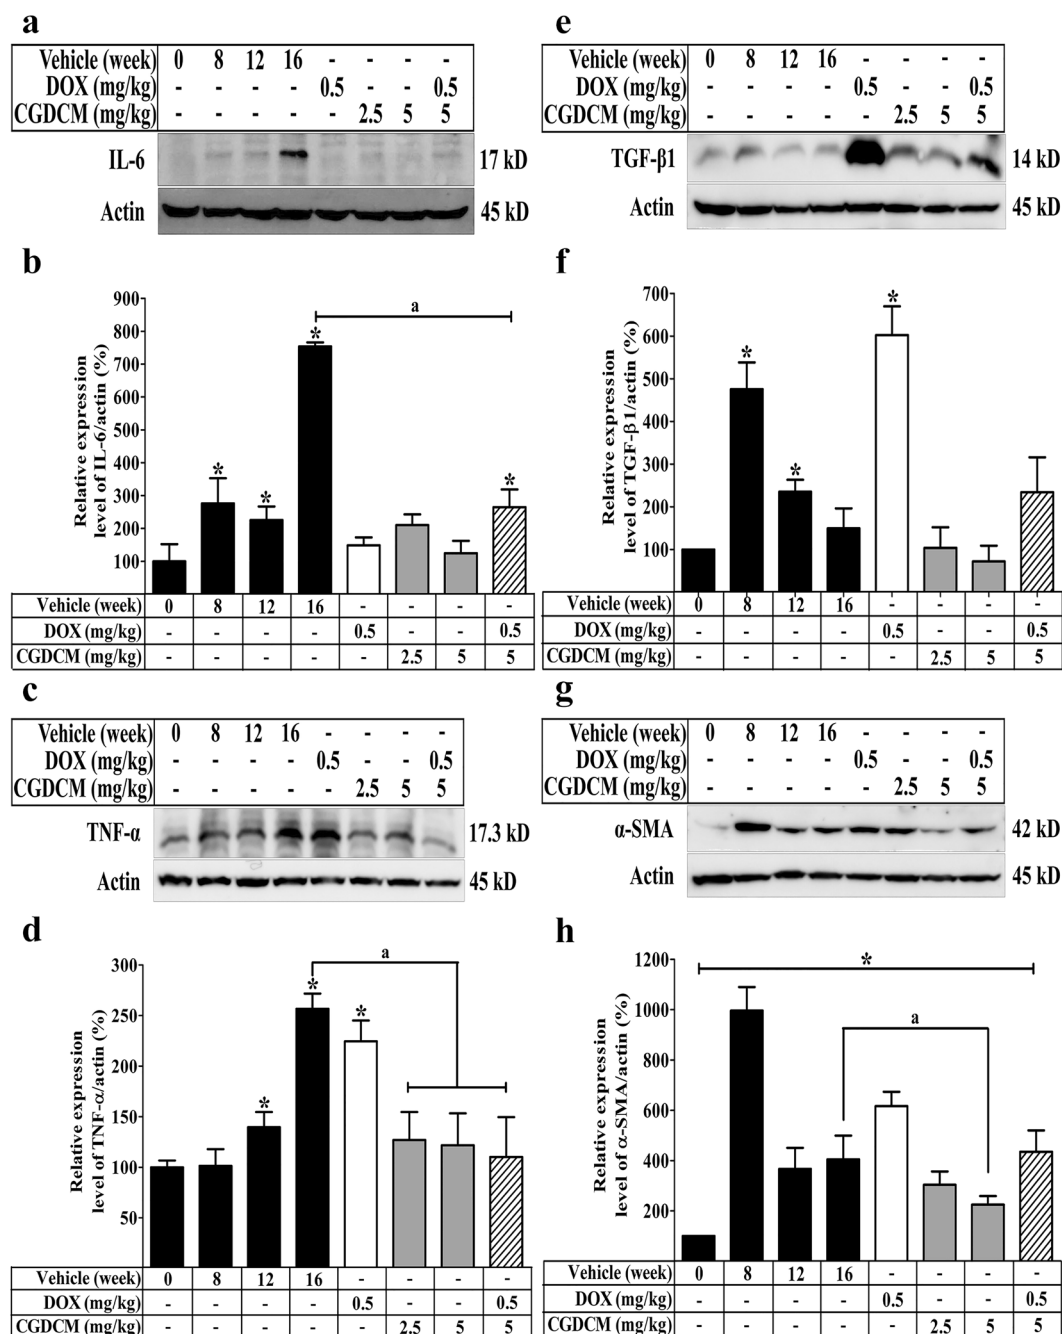 a
Vehicle (week) 0 8 12 16 - - - -
DOX (mg/kg) - - - - 0.5 - - 0.5
CGDCM (mg/kg) - - - - - 2.5 5 5
IL-6 17 kD
Actin 45 kD
b
Relative expression
level of IL-6/actin (%)
900
800
700
600
500
400
300
200
100
* * * *
a
Vehicle (week) 0 8 12 16 - - - -
DOX (mg/kg) - - - - 0.5 - - 0.5
CGDCM (mg/kg) - - - - - 2.5 5 5
c
Vehicle (week) 0 8 12 16 - - - -
DOX (mg/kg) - - - - 0.5 - - 0.5
CGDCM (mg/kg) - - - - - 2.5 5 5
TNF-α 17.3 kD
Actin 45 kD
d
Relative expression
level of TNF-α/actin (%)
300
250
200
150
100
50
* * *
a
Vehicle (week) 0 8 12 16 - - - -
DOX (mg/kg) - - - - 0.5 - - 0.5
CGDCM (mg/kg) - - - - - 2.5 5 5
e
Vehicle (week) 0 8 12 16 - - - -
DOX (mg/kg) - - - - 0.5 - - 0.5
CGDCM (mg/kg) - - - - - 2.5 5 5
TGF-β1 14 kD
Actin 45 kD
f
Relative expression
level of TGF-β1/actin (%)
700
600
500
400
300
200
100
* * *
Vehicle (week) 0 8 12 16 - - - -
DOX (mg/kg) - - - - 0.5 - - 0.5
CGDCM (mg/kg) - - - - - 2.5 5 5
g
Vehicle (week) 0 8 12 16 - - - -
DOX (mg/kg) - - - - 0.5 - - 0.5
CGDCM (mg/kg) - - - - - 2.5 5 5
α-SMA 42 kD
Actin 45 kD
h
Relative expression
level of α-SMA/actin (%)
1200
1000
800
600
400
200
*
a
Vehicle (week) 0 8 12 16 - - - -
DOX (mg/kg) - - - - 0.5 - - 0.5
CGDCM (mg/kg) - - - - - 2.5 5 5